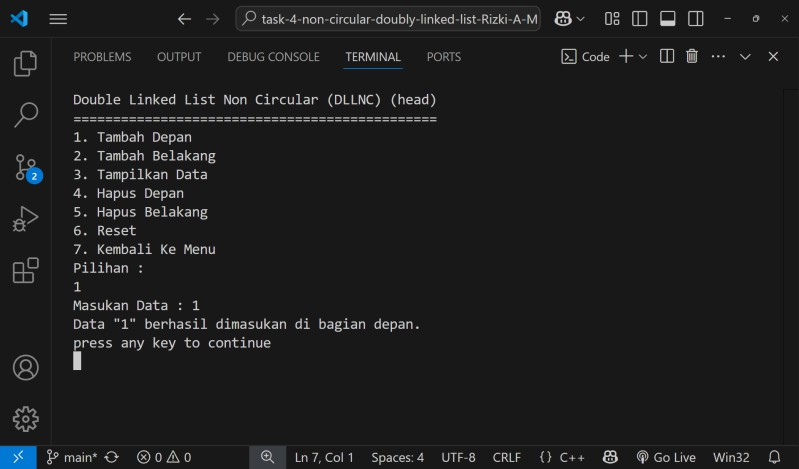 task-4-non-circular-doubly-linked-list-Rizki-A-M
PROBLEMS OUTPUT DEBUG CONSOLE TERMINAL PORTS Code
Double Linked List Non Circular (DLLNC) (head)
==============================================
1. Tambah Depan
2. Tambah Belakang
3. Tampilkan Data
4. Hapus Depan
5. Hapus Belakang
6. Reset
7. Kembali Ke Menu
Pilihan :
1
Masukan Data : 1
Data "1" berhasil dimasukan di bagian depan.
press any key to continue
2
main* 0 0 Ln 7, Col 1 Spaces: 4 UTF-8 CRLF {} C++ Go Live Win32